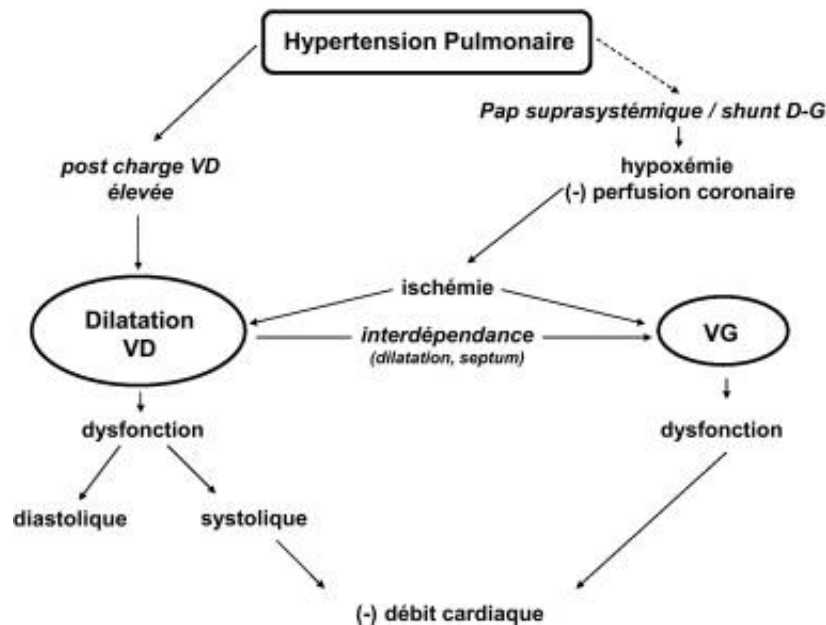 Hypertension Pulmonaire
Pap suprasystémique / shunt D-G
post charge VD
élevée
hypoxémie
(-) perfusion coronaire
ischémie
Dilatation
VD
interdépendance
(dilatation, septum)
VG
dysfonction
dysfonction
diastolique
systolique
(-) débit cardiaque